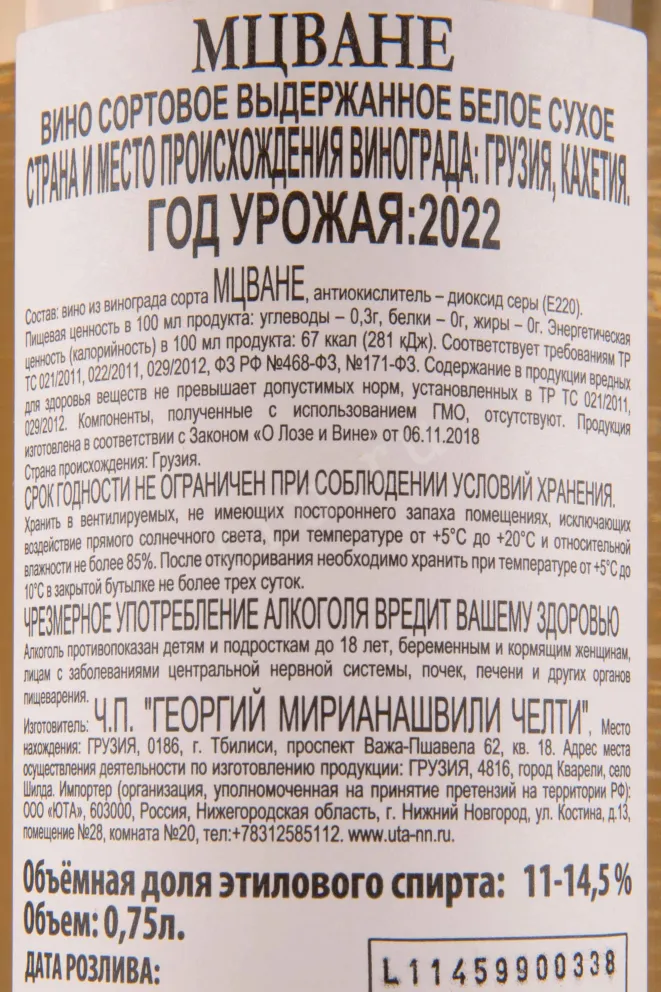 МЦВАНЕ
ВИНО СОРТОВОЕ ВЫДЕРЖАННОЕ БЕЛОЕ СУХОЕ
СТРАНА И МЕСТО ПРОИСХОЖДЕНИЯ ВИНОГРАДА: ГРУЗИЯ, КАХЕТИЯ.
ГОД УРОЖАЯ:2022
Состав: вино из винограда сорта МЦВАНЕ, антиокислитель – диоксид серы (Е220).
Пищевая ценность в 100 мл продукта: углеводы – 0,3г, белки – 0г, жиры – 0г. Энергетическая
ценность (калорийность) в 100 мл продукта: 67 ккал (281 кДж). Соответствует требованиям ТР
ТС 021/2011, 022/2011, 029/2012, ФЗ РФ №468-ФЗ, №171-ФЗ. Содержание в продукции вредных
для здоровья веществ не превышает допустимых норм, установленных в ТР ТС 021/2011,
029/2012. Компоненты, полученные с использованием ГМО, отсутствуют. Продукция
изготовлена в соответствии с Законом «О Лозе и Вине» от 06.11.2018
Страна происхождения: Грузия.
СРОК ГОДНОСТИ НЕ ОГРАНИЧЕН ПРИ СОБЛЮДЕНИИ УСЛОВИЙ ХРАНЕНИЯ.
Хранить в вентилируемых, не имеющих постороннего запаха помещениях, исключающих
воздействие прямого солнечного света, при температуре от +5°С до +20°С и относительной
влажности не более 85%. После откупоривания необходимо хранить при температуре от +5°С до
10°С в закрытой бутылке не более трех суток.
ЧРЕЗМЕРНОЕ УПОТРЕБЛЕНИЕ АЛКОГОЛЯ ВРЕДИТ ВАШЕМУ ЗДОРОВЬЮ
Алкоголь противопоказан детям и подросткам до 18 лет, беременным и кормящим женщинам,
лицам с заболеваниями центральной нервной системы, почек, печени и других органов
пищеварения.
Изготовитель: Ч.П. "ГЕОРГИЙ МИРИАНАШВИЛИ ЧЕЛТИ", Место
нахождения: ГРУЗИЯ, 0186, г. Тбилиси, проспект Важа-Пшавела 62, кв. 18. Адрес места
осуществления деятельности по изготовлению продукции: ГРУЗИЯ, 4816, город Кварели, село
Шилда. Импортер (организация, уполномоченная на принятие претензий на территории РФ):
ООО «ЮТА», 603000, Россия, Нижегородская область, г. Нижний Новгород, ул. Костина, д.13,
помещение №28, комната №20, тел:+78312585112. www.uta-nn.ru.
Объёмная доля этилового спирта: 11-14,5 %
Объем: 0,75л.
ДАТА РОЗЛИВА:
L11459900338